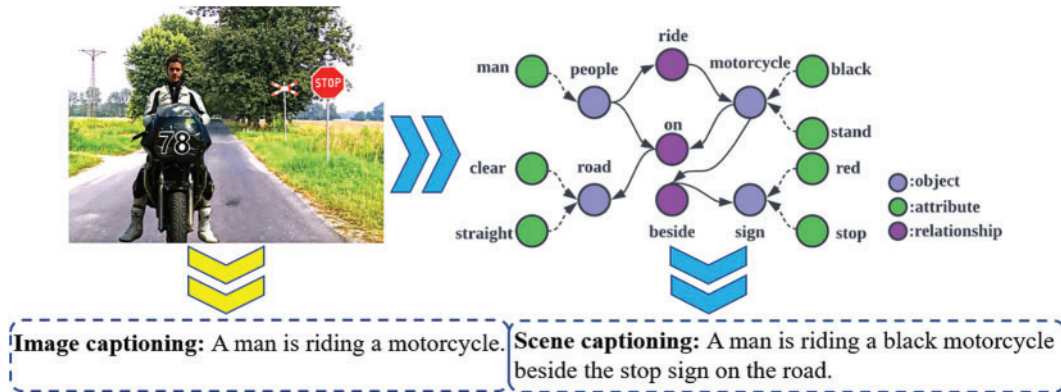 ride
man
people
motorcycle
black
STOP
78
on
stand
clear
road
red
:object
:attribute
straight
beside
sign
stop
:relationship
Image captioning: A man is riding a motorcycle.
Scene captioning: A man is riding a black motorcycle
beside the stop sign on the road.